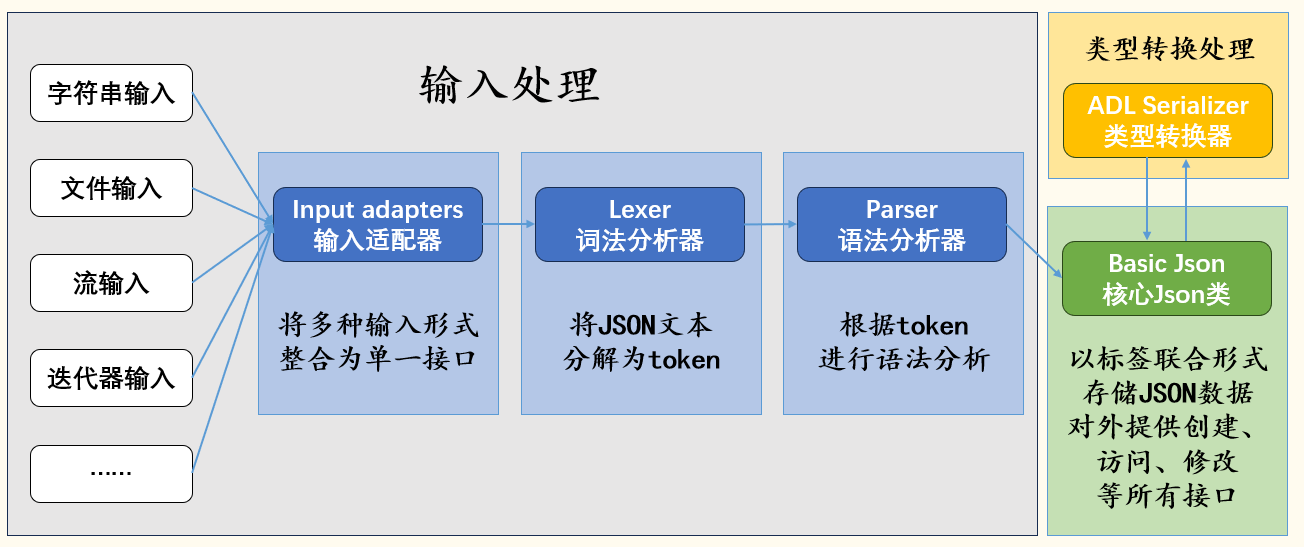 输入处理
字符串输入
文件输入
流输入
迭代器输入
……
Input adapters
输入适配器
将多种输入形式
整合为单一接口
Lexer
词法分析器
将JSON文本
分解为token
Parser
语法分析器
根据token
进行语法分析
类型转换处理
ADL Serializer
类型转换器
Basic Json
核心Json类
以标签联合形式
存储JSON数据
对外提供创建、
访问、修改
等所有接口